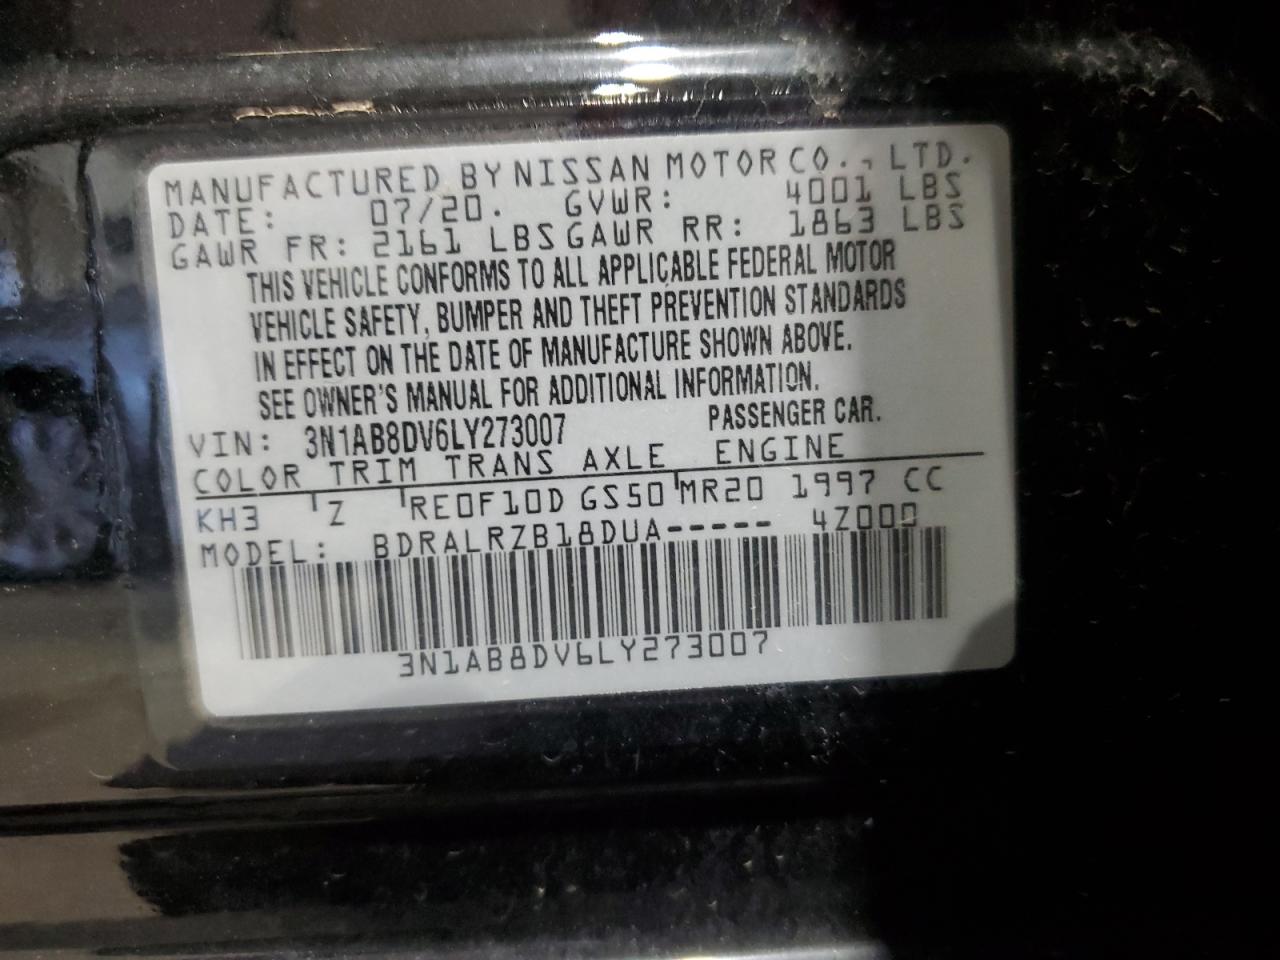 MANUFACTURED BY NISSAN MOTOR CO., LTD.
DATE: 07/20. GVWR: 4001 LBS
GAWR FR: 2161 LBS GAWR RR: 1863 LBS
THIS VEHICLE CONFORMS TO ALL APPLICABLE FEDERAL MOTOR
VEHICLE SAFETY, BUMPER AND THEFT PREVENTION STANDARDS
IN EFFECT ON THE DATE OF MANUFACTURE SHOWN ABOVE.
SEE OWNER'S MANUAL FOR ADDITIONAL INFORMATION.
VIN: 3N1AB8DV6LY273007 PASSENGER CAR.
COLOR TRIM TRANS AXLE ENGINE
KH3 Z RE0F10D GS50 MR20 1997 CC
MODEL: BDRALRZB18DUA----- 4Z000
3N1AB8DV6LY273007